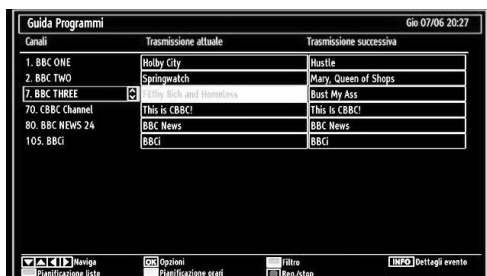 Guida Programmi Gio 07/06 20:27
Canali Trasmissione attuale Trasmissione successiva
1. BBC ONE Holby City Hustle
2. BBC TWO Springwatch Mary, Queen of Shops
7. BBC THREE Filthy Rich and Homeless Bust My Ass
70. CBBC Channel This is CBBC! This Is CBBC!
80. BBC NEWS 24 BBC News BBC News
105. BBCi BBCi BBCi
Naviga OK Opzioni Filtro INFO Dettagli evento
Pianificazione liste Pianificazione orari Reg./stop